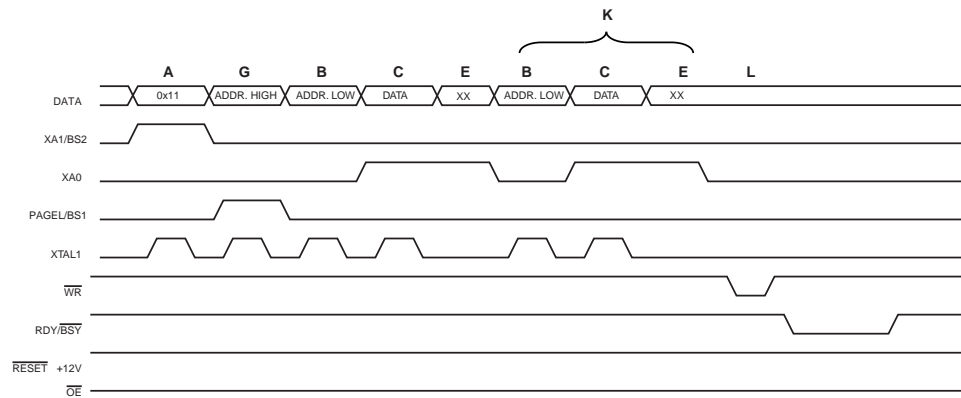 K
A G B C E B C E L
DATA 0x11 ADDR. HIGH ADDR. LOW DATA XX ADDR. LOW DATA XX
XA1/BS2
XA0
PAGEL/BS1
XTAL1
WR
RDY/BSY
RESET +12V
OE